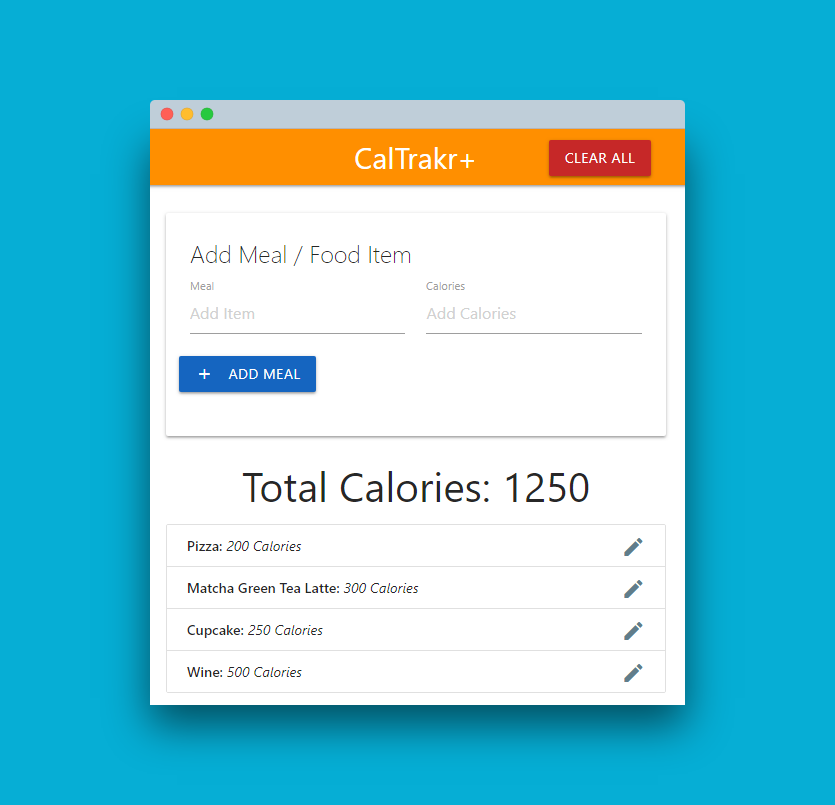 CalTrakr+
CLEAR ALL
Add Meal / Food Item
Meal
Calories
Add Item
Add Calories
+ ADD MEAL
Total Calories: 1250
Pizza: 200 Calories
Matcha Green Tea Latte: 300 Calories
Cupcake: 250 Calories
Wine: 500 Calories